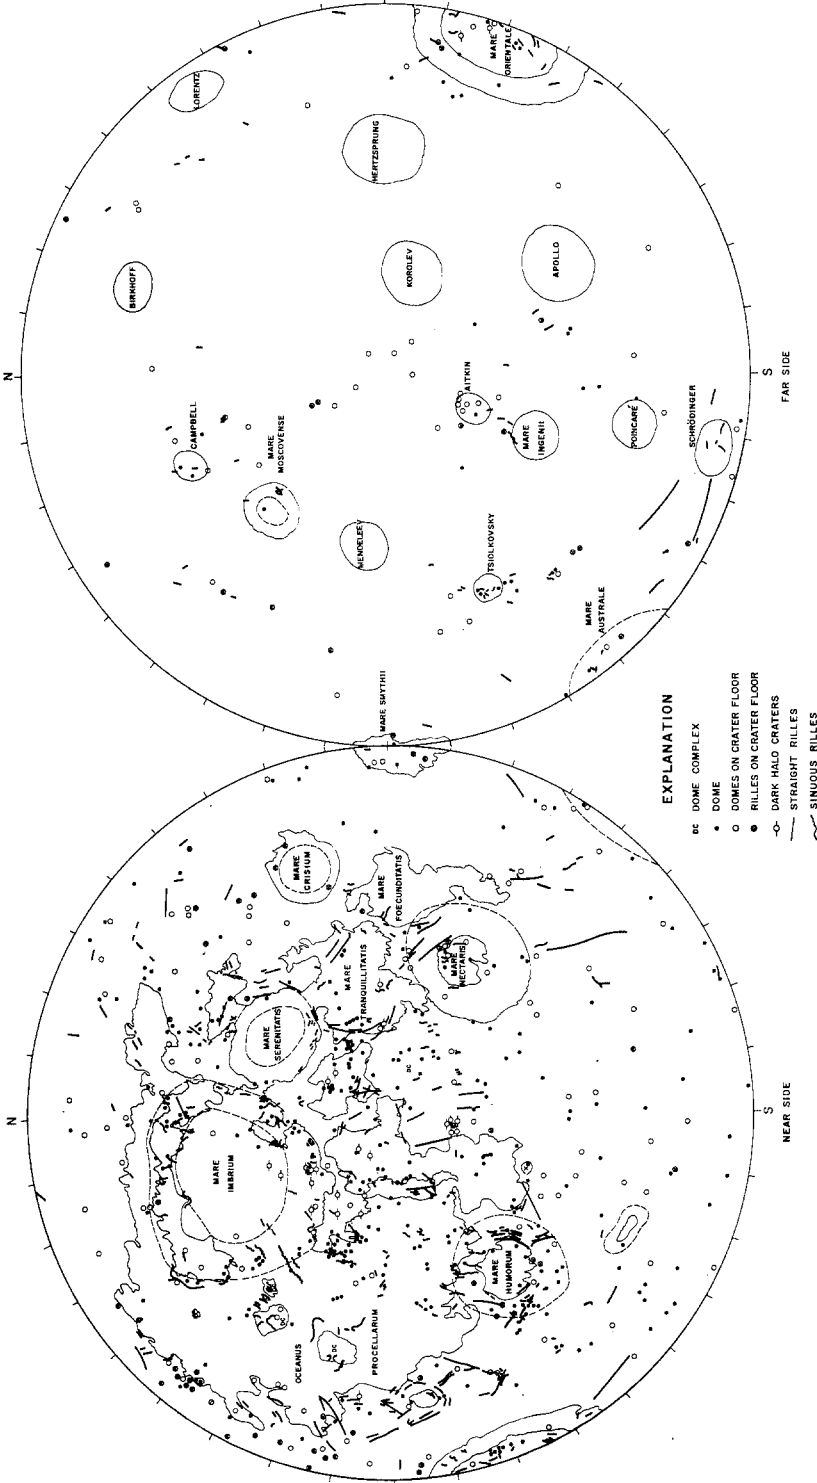 N
LORENTZ
MARE
ORIENTALE
HERTZSPRUNG
BIRKHOFF
KOROLEV
APOLLO
CAMPBELL
MARE
MOSCOVENSE
AITKIN
MARE
INGENII
POINCARÉ
SCHRÖDINGER
MENDELEEV
TSIOLKOVSKY
MARE
AUSTRALE
MARE SMYTHII
S
FAR SIDE
N
MARE
CRISIUM
MARE
FOECUNDITATIS
MARE
TRANQUILLITATIS
MARE
NECTARIS
MARE
SERENITATIS
DC
MARE
IMBRIUM
MARE
HUMORUM
OCEANUS
PROCELLARUM
DC
DC
S
NEAR SIDE
EXPLANATION
DC DOME COMPLEX
DOME
DOMES ON CRATER FLOOR
RILLES ON CRATER FLOOR
DARK HALO CRATERS
STRAIGHT RILLES
SINUOUS RILLES